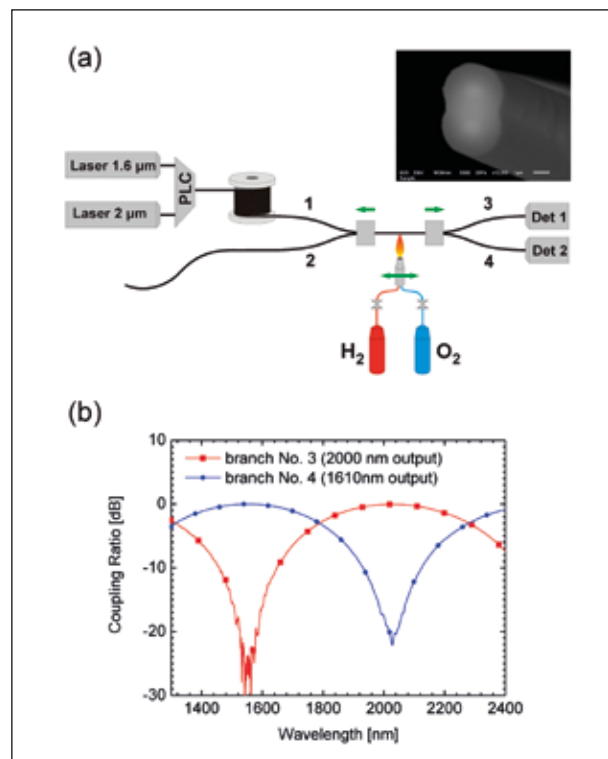 (a)
Laser 1.6 µm
PLC
Laser 2 µm
1
2
3
4
Det 1
Det 2
H2
O2
(b)
branch No. 3 (2000 nm output)
branch No. 4 (1610nm output)
Coupling Ratio [dB]
10
0
-10
-20
-30
1400
1600
1800
2000
2200
2400
Wavelength [nm]